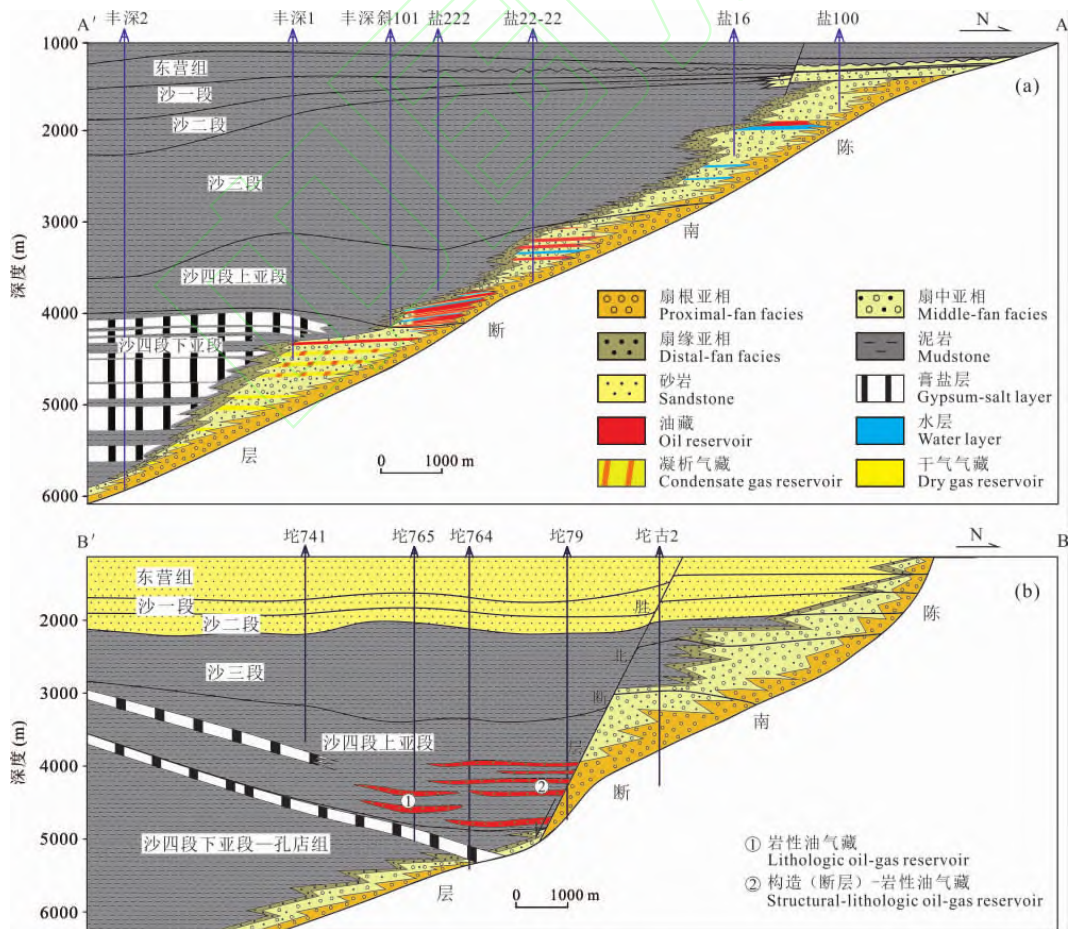 A′ 丰深2 丰深1 丰深斜101 盐222 盐22-22 盐16 盐100 N A
1000
(a)
东营组
沙一段
2000
沙二段
陈
沙三段
3000
南
深度(m)
沙四段上亚段
4000
断
沙四段下亚段
5000
层
0 1000 m
6000
扇根亚相
Proximal-fan facies
扇中亚相
Middle-fan facies
扇缘亚相
Distal-fan facies
泥岩
Mudstone
砂岩
Sandstone
膏盐层
Gypsum-salt layer
油藏
Oil reservoir
水层
Water layer
凝析气藏
Condensate gas reservoir
干气气藏
Dry gas reservoir
B′ 坨741 坨765 坨764 坨79 坨古2 N B
东营组
(b)
沙一段
胜
2000
沙二段
陈
北
沙三段
断
3000
南
层
深度(m)
沙四段上亚段
4000
断
① ②
5000
沙四段下亚段—孔店组
层
0 1000 m
6000
① 岩性油气藏
Lithologic oil-gas reservoir
② 构造（断层）-岩性油气藏
Structural-lithologic oil-gas reservoir